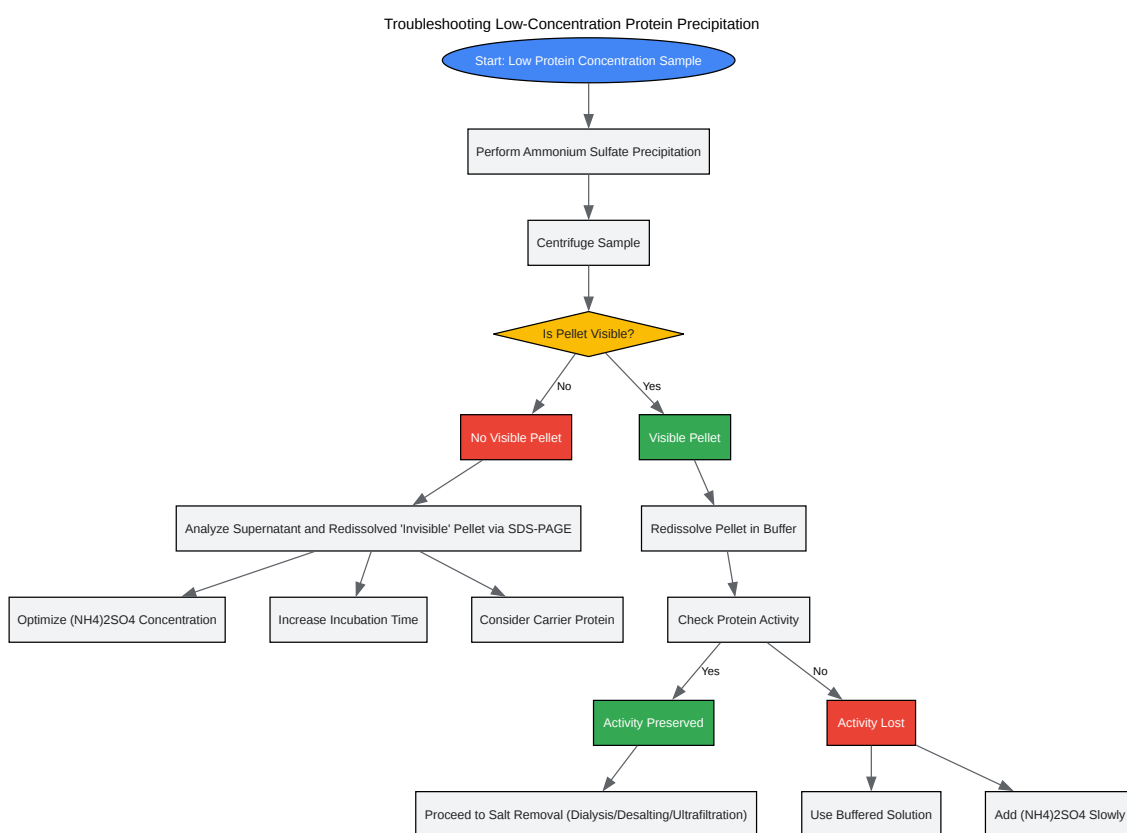 Troubleshooting Low-Concentration Protein Precipitation
Start: Low Protein Concentration Sample
Perform Ammonium Sulfate Precipitation
Centrifuge Sample
Is Pellet Visible?
No
Yes
No Visible Pellet
Visible Pellet
Analyze Supernatant and Redissolved 'Invisible' Pellet via SDS-PAGE
Redissolve Pellet in Buffer
Optimize (NH4)2SO4 Concentration
Increase Incubation Time
Consider Carrier Protein
Check Protein Activity
Yes
No
Activity Preserved
Activity Lost
Proceed to Salt Removal (Dialysis/Desalting/Ultrafiltration)
Use Buffered Solution
Add (NH4)2SO4 Slowly